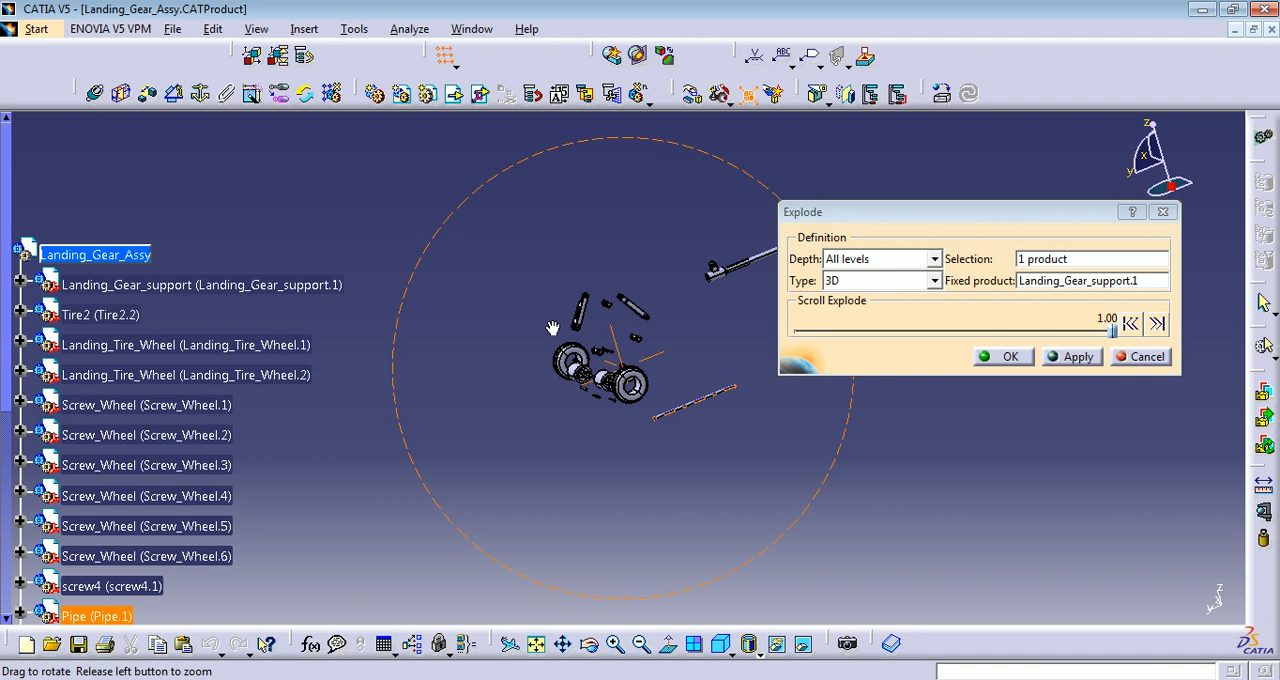 CATIA V5 - [Landing_Gear_Assy.CATProduct]
Start ENOVIA V5 VPM File Edit View Insert Tools Analyze Window Help
ABC
z
x
y
Explode
Definition
Depth: All levels Selection: 1 product
Type: 3D Fixed product: Landing_Gear_support.1
Scroll Explode
1.00
OK Apply Cancel
Landing_Gear_Assy
Landing_Gear_support (Landing_Gear_support.1)
Tire2 (Tire2.2)
Landing_Tire_Wheel (Landing_Tire_Wheel.1)
Landing_Tire_Wheel (Landing_Tire_Wheel.2)
Screw_Wheel (Screw_Wheel.1)
Screw_Wheel (Screw_Wheel.2)
Screw_Wheel (Screw_Wheel.3)
Screw_Wheel (Screw_Wheel.4)
Screw_Wheel (Screw_Wheel.5)
Screw_Wheel (Screw_Wheel.6)
screw4 (screw4.1)
Pipe (Pipe.1)
z
x
y
f(x)
CATIA
Drag to rotate Release left button to zoom